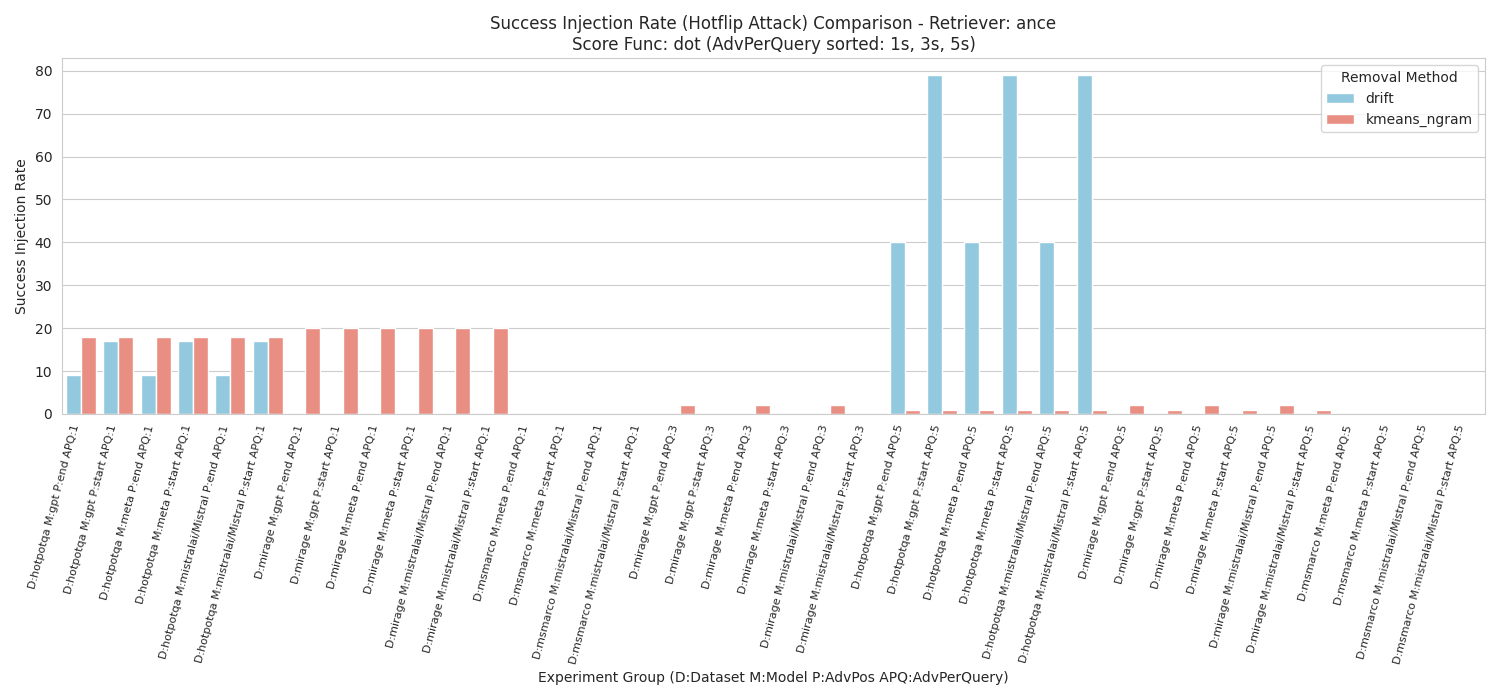 Success Injection Rate (Hotflip Attack) Comparison - Retriever: ance
Score Func: dot (AdvPerQuery sorted: 1s, 3s, 5s)
Removal Method
drift
kmeans_ngram
Success Injection Rate
80
70
60
50
40
30
20
10
0
D:hotpotqa M:gpt P:end APQ:1
D:hotpotqa M:gpt P:start APQ:1
D:hotpotqa M:meta P:end APQ:1
D:hotpotqa M:meta P:start APQ:1
D:hotpotqa M:mistralai/Mistral P:end APQ:1
D:hotpotqa M:mistralai/Mistral P:start APQ:1
D:mirage M:gpt P:end APQ:1
D:mirage M:gpt P:start APQ:1
D:mirage M:meta P:end APQ:1
D:mirage M:meta P:start APQ:1
D:mirage M:mistralai/Mistral P:end APQ:1
D:mirage M:mistralai/Mistral P:start APQ:1
D:msmarco M:meta P:end APQ:1
D:msmarco M:meta P:start APQ:1
D:msmarco M:mistralai/Mistral P:end APQ:1
D:msmarco M:mistralai/Mistral P:start APQ:1
D:mirage M:gpt P:end APQ:3
D:mirage M:gpt P:start APQ:3
D:mirage M:meta P:end APQ:3
D:mirage M:meta P:start APQ:3
D:mirage M:mistralai/Mistral P:end APQ:3
D:mirage M:mistralai/Mistral P:start APQ:3
D:hotpotqa M:gpt P:end APQ:5
D:hotpotqa M:gpt P:start APQ:5
D:hotpotqa M:meta P:end APQ:5
D:hotpotqa M:meta P:start APQ:5
D:hotpotqa M:mistralai/Mistral P:end APQ:5
D:hotpotqa M:mistralai/Mistral P:start APQ:5
D:mirage M:gpt P:end APQ:5
D:mirage M:gpt P:start APQ:5
D:mirage M:meta P:end APQ:5
D:mirage M:meta P:start APQ:5
D:mirage M:mistralai/Mistral P:end APQ:5
D:mirage M:mistralai/Mistral P:start APQ:5
D:msmarco M:meta P:end APQ:5
D:msmarco M:meta P:start APQ:5
D:msmarco M:mistralai/Mistral P:end APQ:5
D:msmarco M:mistralai/Mistral P:start APQ:5
Experiment Group (D:Dataset M:Model P:AdvPos APQ:AdvPerQuery)